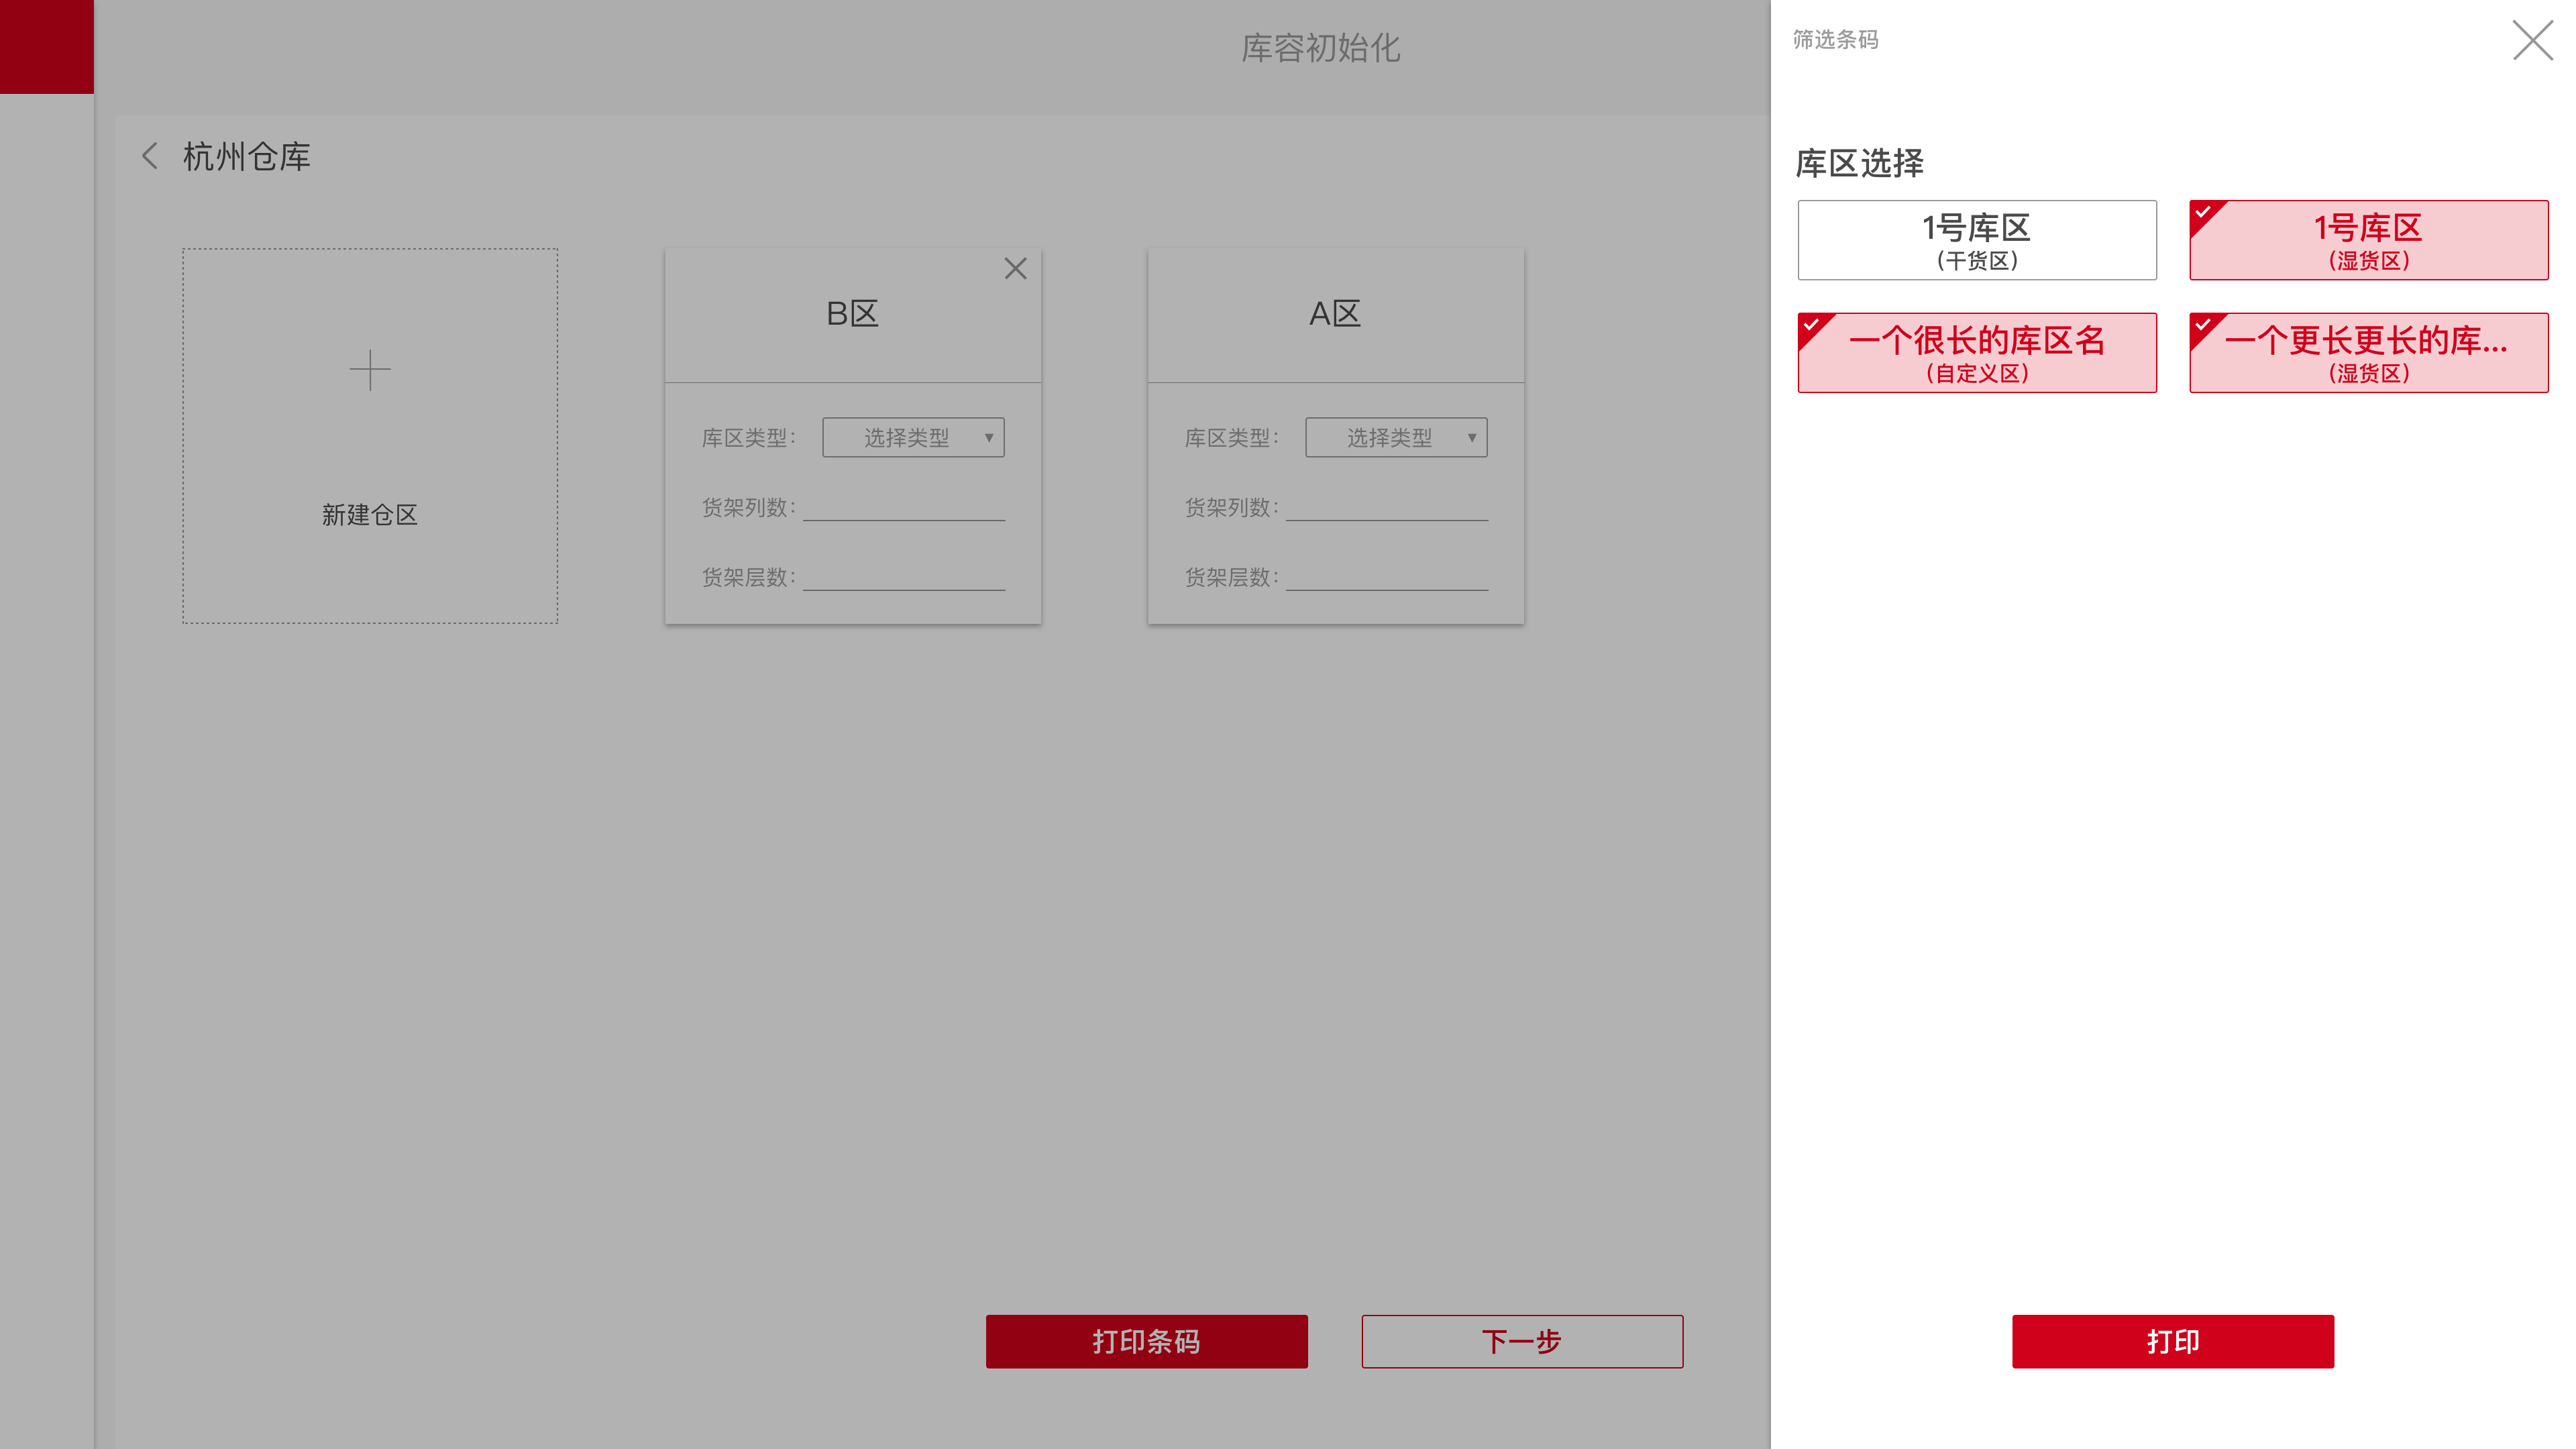 库容初始化
杭州仓库
新建仓区
B区
库区类型：
选择类型
货架列数：
货架层数：
A区
库区类型：
选择类型
货架列数：
货架层数：
打印条码
下一步
筛选条码
库区选择
1号库区
（干货区）
1号库区
（湿货区）
一个很长的库区名
（自定义区）
一个更长更长的库...
（湿货区）
打印